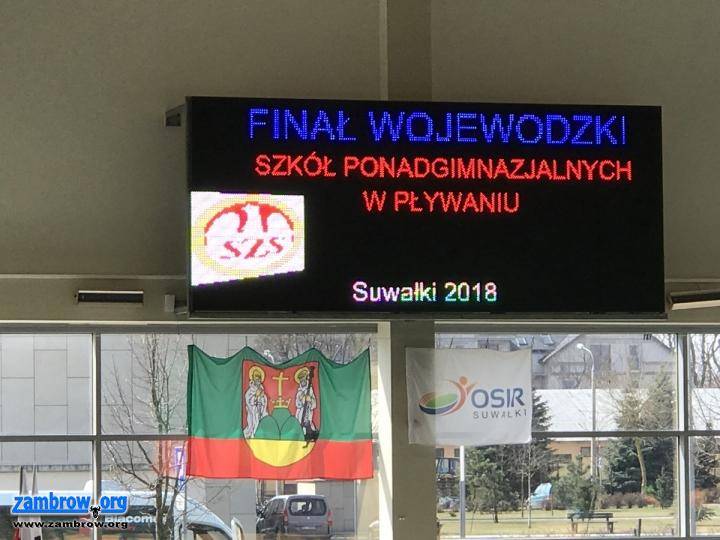 FINAŁ WOJEWODZKI
SZKÓŁ PONADGIMNAZJALNYCH
W PŁYWANIU
SZS
Suwałki 2018
OSIR
SUWAŁKI
zambrow.org
www.zambrow.org